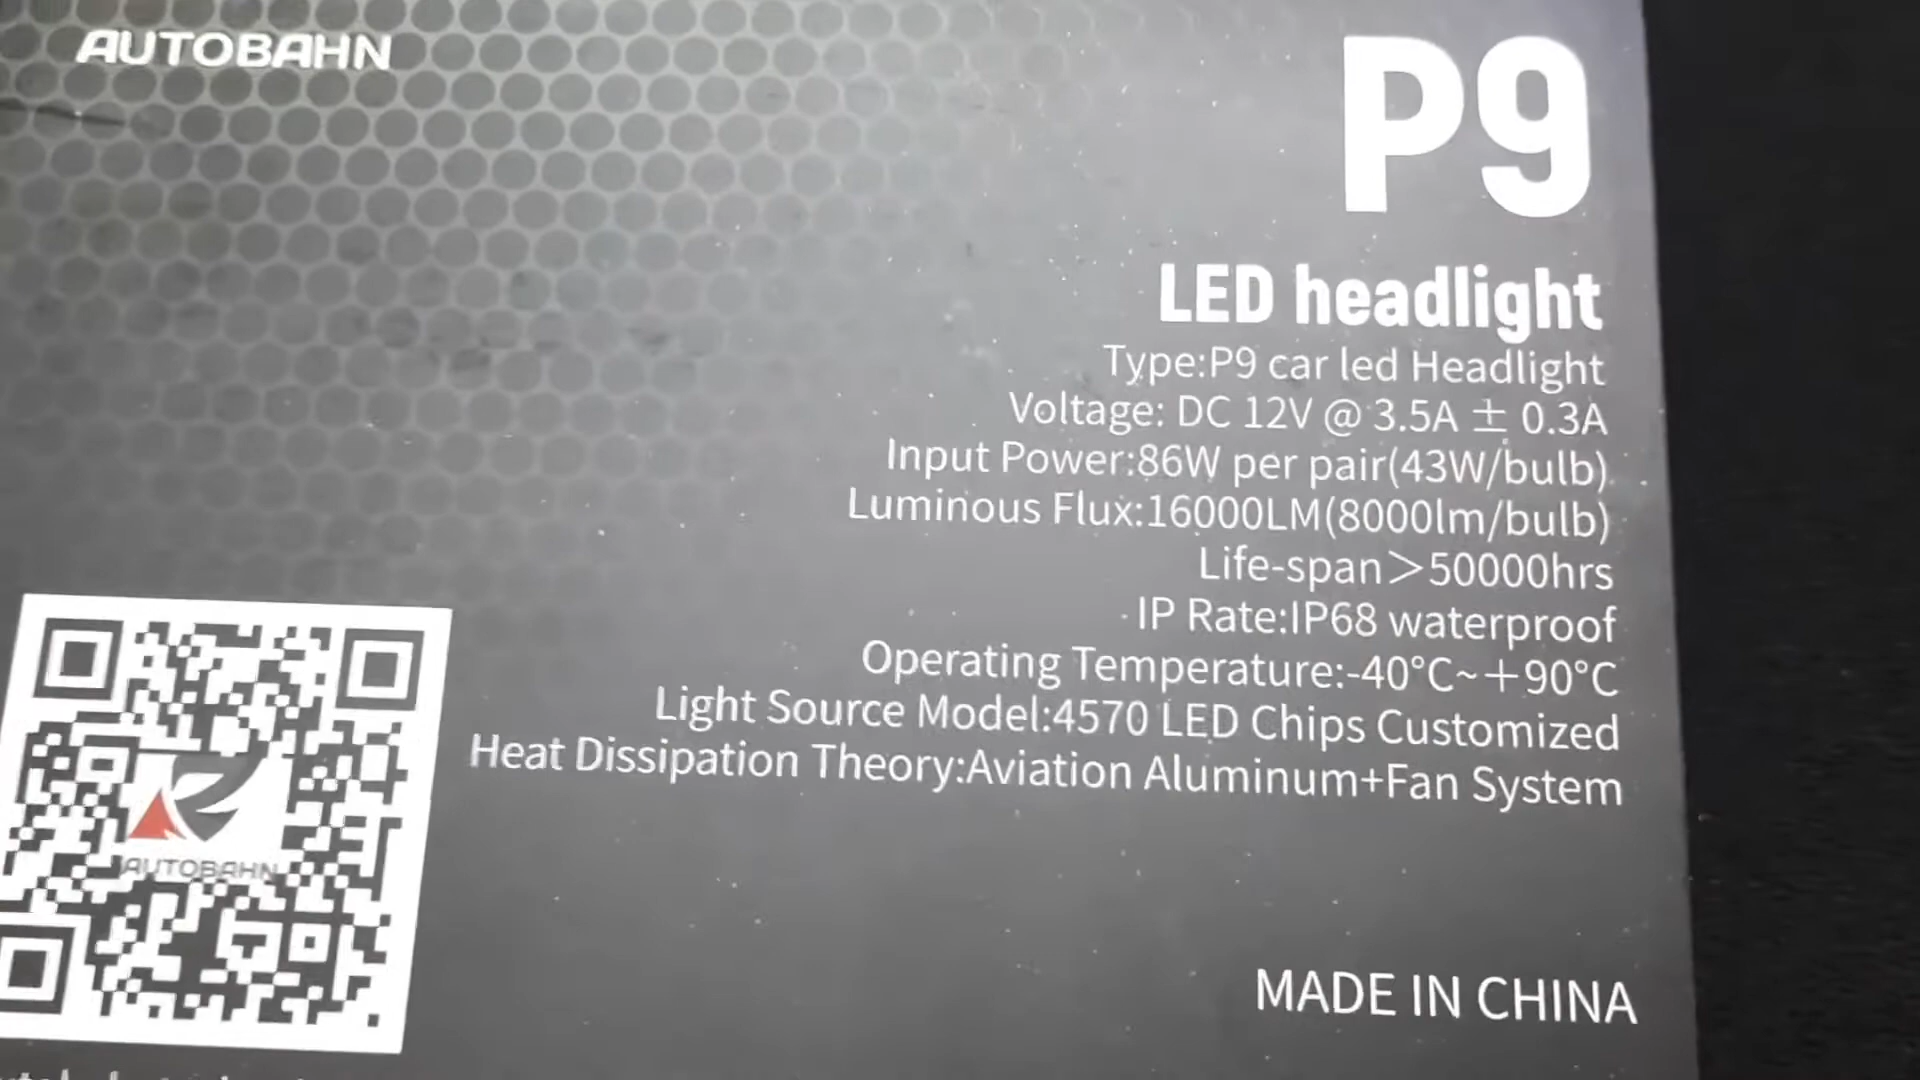 AUTOBAHN
P9
LED headlight
Type:P9 car led Headlight
Voltage: DC 12V @ 3.5A ± 0.3A
Input Power:86W per pair(43W/bulb)
Luminous Flux:16000LM(8000lm/bulb)
Life-span＞50000hrs
IP Rate:IP68 waterproof
Operating Temperature:-40°C~＋90°C
Light Source Model:4570 LED Chips Customized
Heat Dissipation Theory:Aviation Aluminum+Fan System
AUTOBAHN
MADE IN CHINA